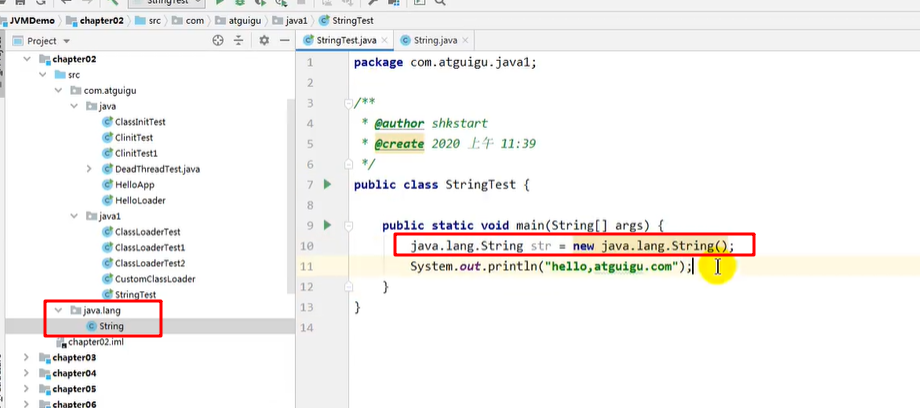 StringTest
JVMDemo chapter02 src com atguigu java1 StringTest
Project
StringTest.java
String.java
chapter02
src
com.atguigu
java
ClassInitTest
ClinitTest
ClinitTest1
DeadThreadTest.java
HelloApp
HelloLoader
java1
ClassLoaderTest
ClassLoaderTest1
ClassLoaderTest2
CustomClassLoader
StringTest
java.lang
String
chapter02.iml
chapter03
chapter04
chapter05
chapter06
1 package com.atguigu.java1;
2
3 /**
4 * @author shkstart
5 * @create 2020 上午 11:39
6 */
7 public class StringTest {
8
9 public static void main(String[] args) {
10 java.lang.String str = new java.lang.String();
11 System.out.println("hello,atguigu.com");
12 }
13 }
14